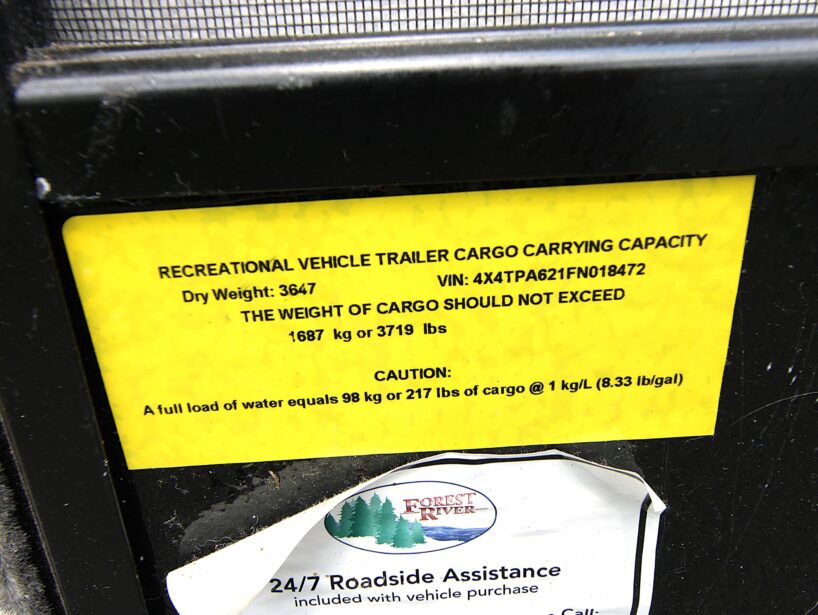 RECREATIONAL VEHICLE TRAILER CARGO CARRYING CAPACITY
Dry Weight: 3647 VIN: 4X4TPA621FN018472
THE WEIGHT OF CARGO SHOULD NOT EXCEED
1687 kg or 3719 lbs
CAUTION:
A full load of water equals 98 kg or 217 lbs of cargo @ 1 kg/L (8.33 lb/gal)
FOREST
RIVER
24/7 Roadside Assistance
included with vehicle purchase
Call: